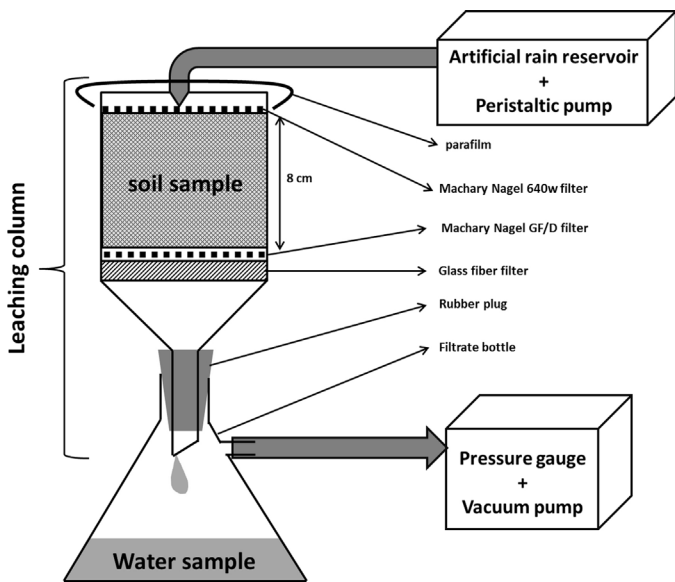 Artificial rain reservoir
+
Peristaltic pump
parafilm
soil sample
8 cm
Machary Nagel 640w filter
Machary Nagel GF/D filter
Glass fiber filter
Rubber plug
Filtrate bottle
Leaching column
Pressure gauge
+
Vacuum pump
Water sample